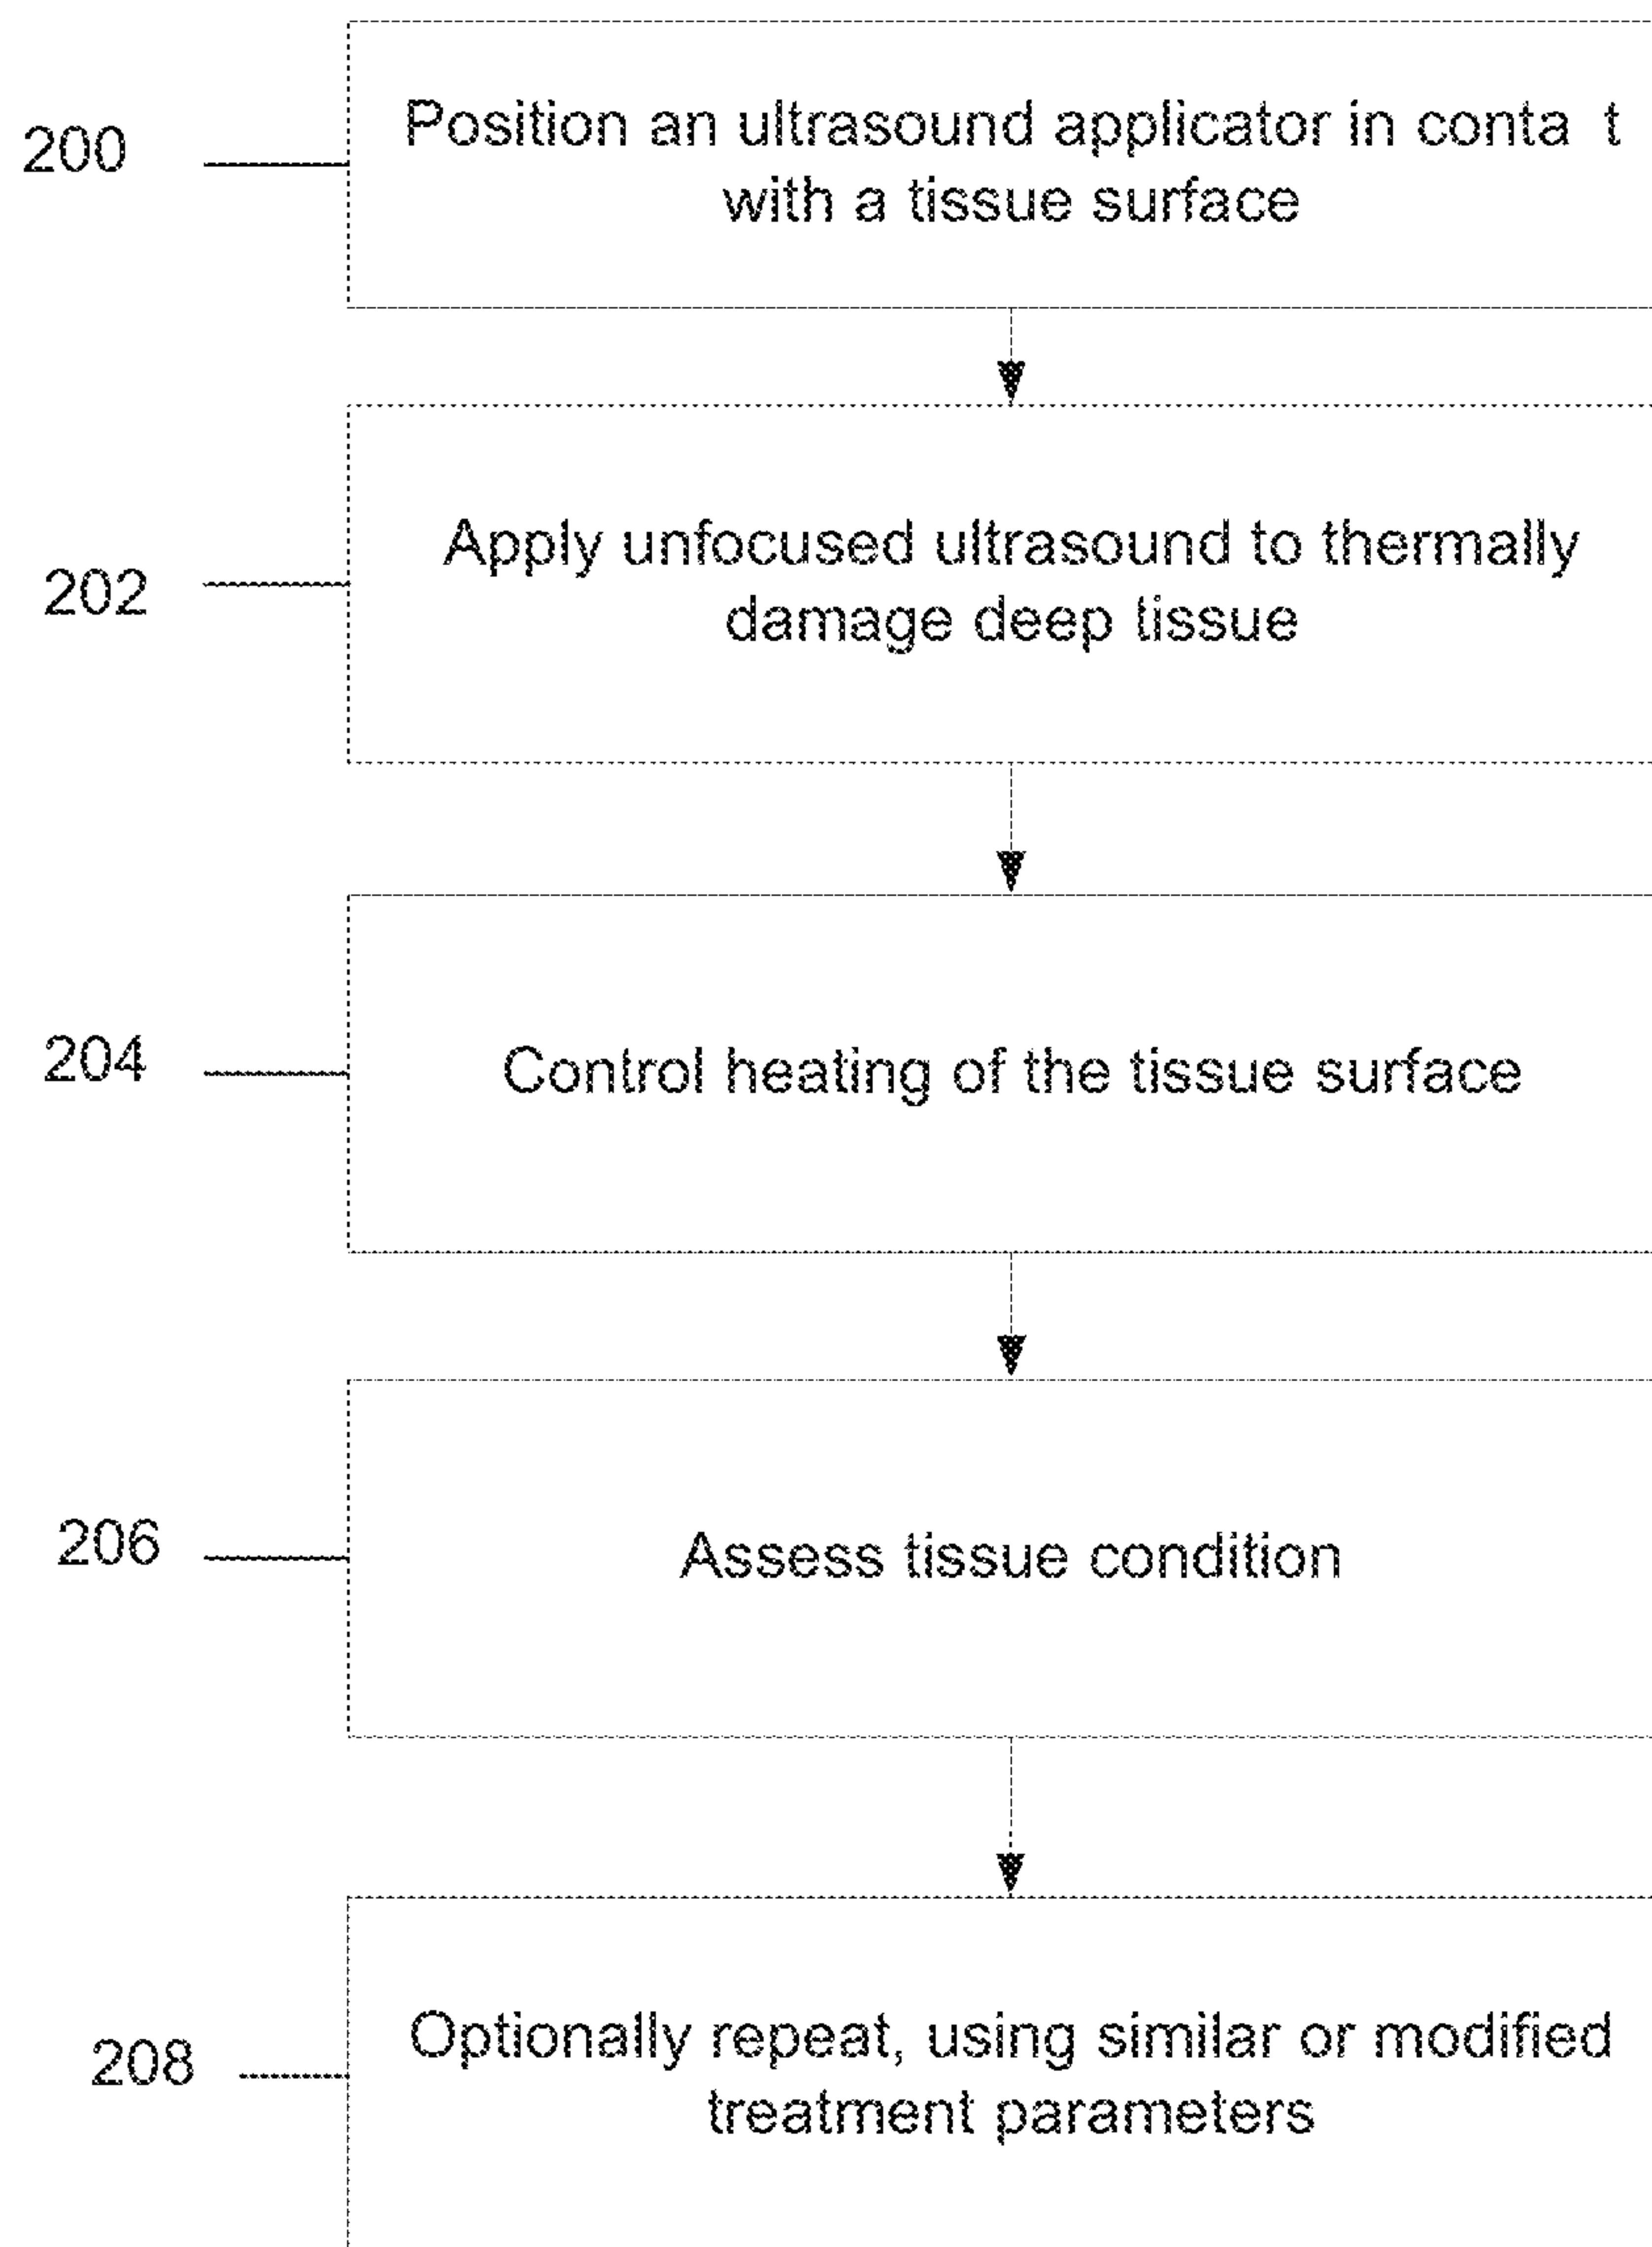 200
Position an ultrasound applicator in conta t
with a tissue surface
202
Apply unfocused ultrasound to thermally
damage deep tissue
204
Control heating of the tissue surface
206
Assess tissue condition
208
Optionally repeat, using similar or modified
treatment parameters